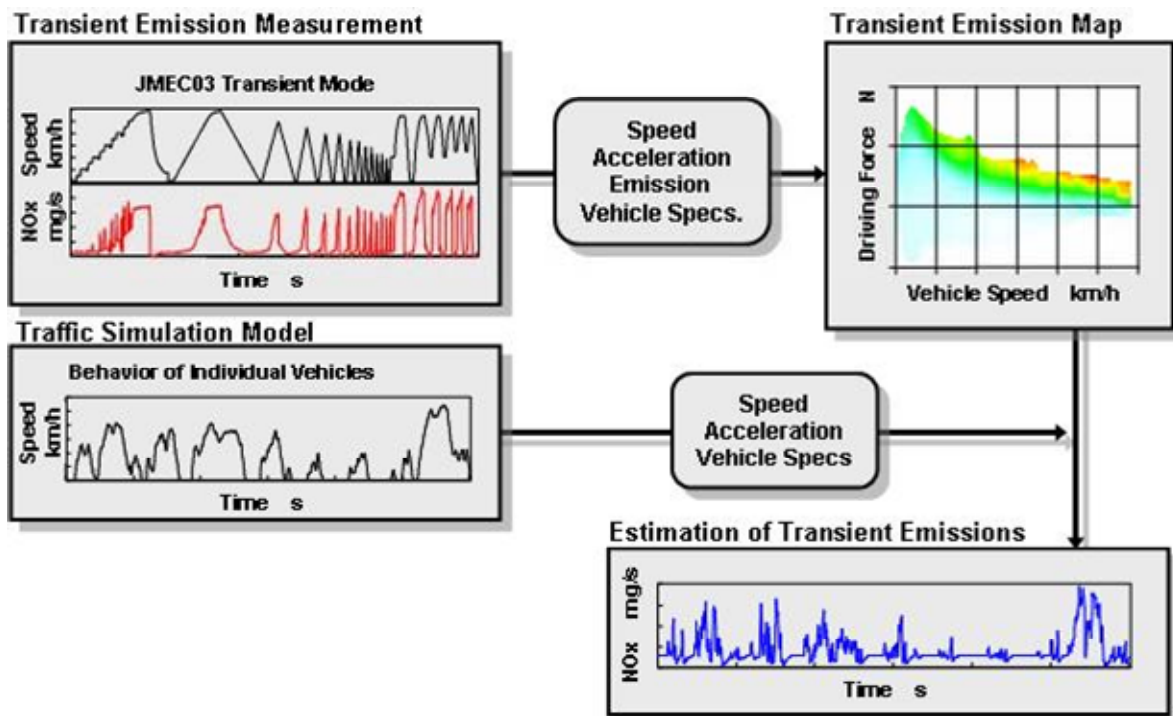 Transient Emission Measurement
JMEC03 Transient Mode
Speed
km/h
NOx
mg/s
Time s
Speed
Acceleration
Emission
Vehicle Specs.
Transient Emission Map
Driving Force N
Vehicle Speed km/h
Traffic Simulation Model
Behavior of Individual Vehicles
Speed
km/h
Time s
Speed
Acceleration
Vehicle Specs
Estimation of Transient Emissions
NOx mg/s
Time s